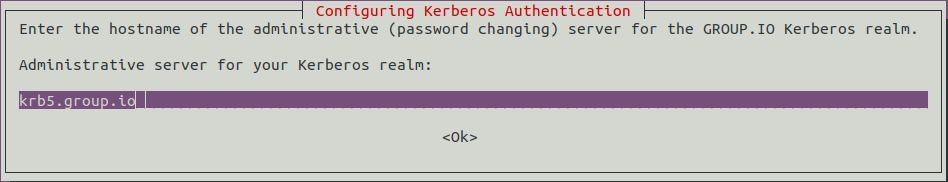 Configuring Kerberos Authentication
Enter the hostname of the administrative (password changing) server for the GROUP.IO Kerberos realm.
Administrative server for your Kerberos realm:
krb5.group.io
<Ok>